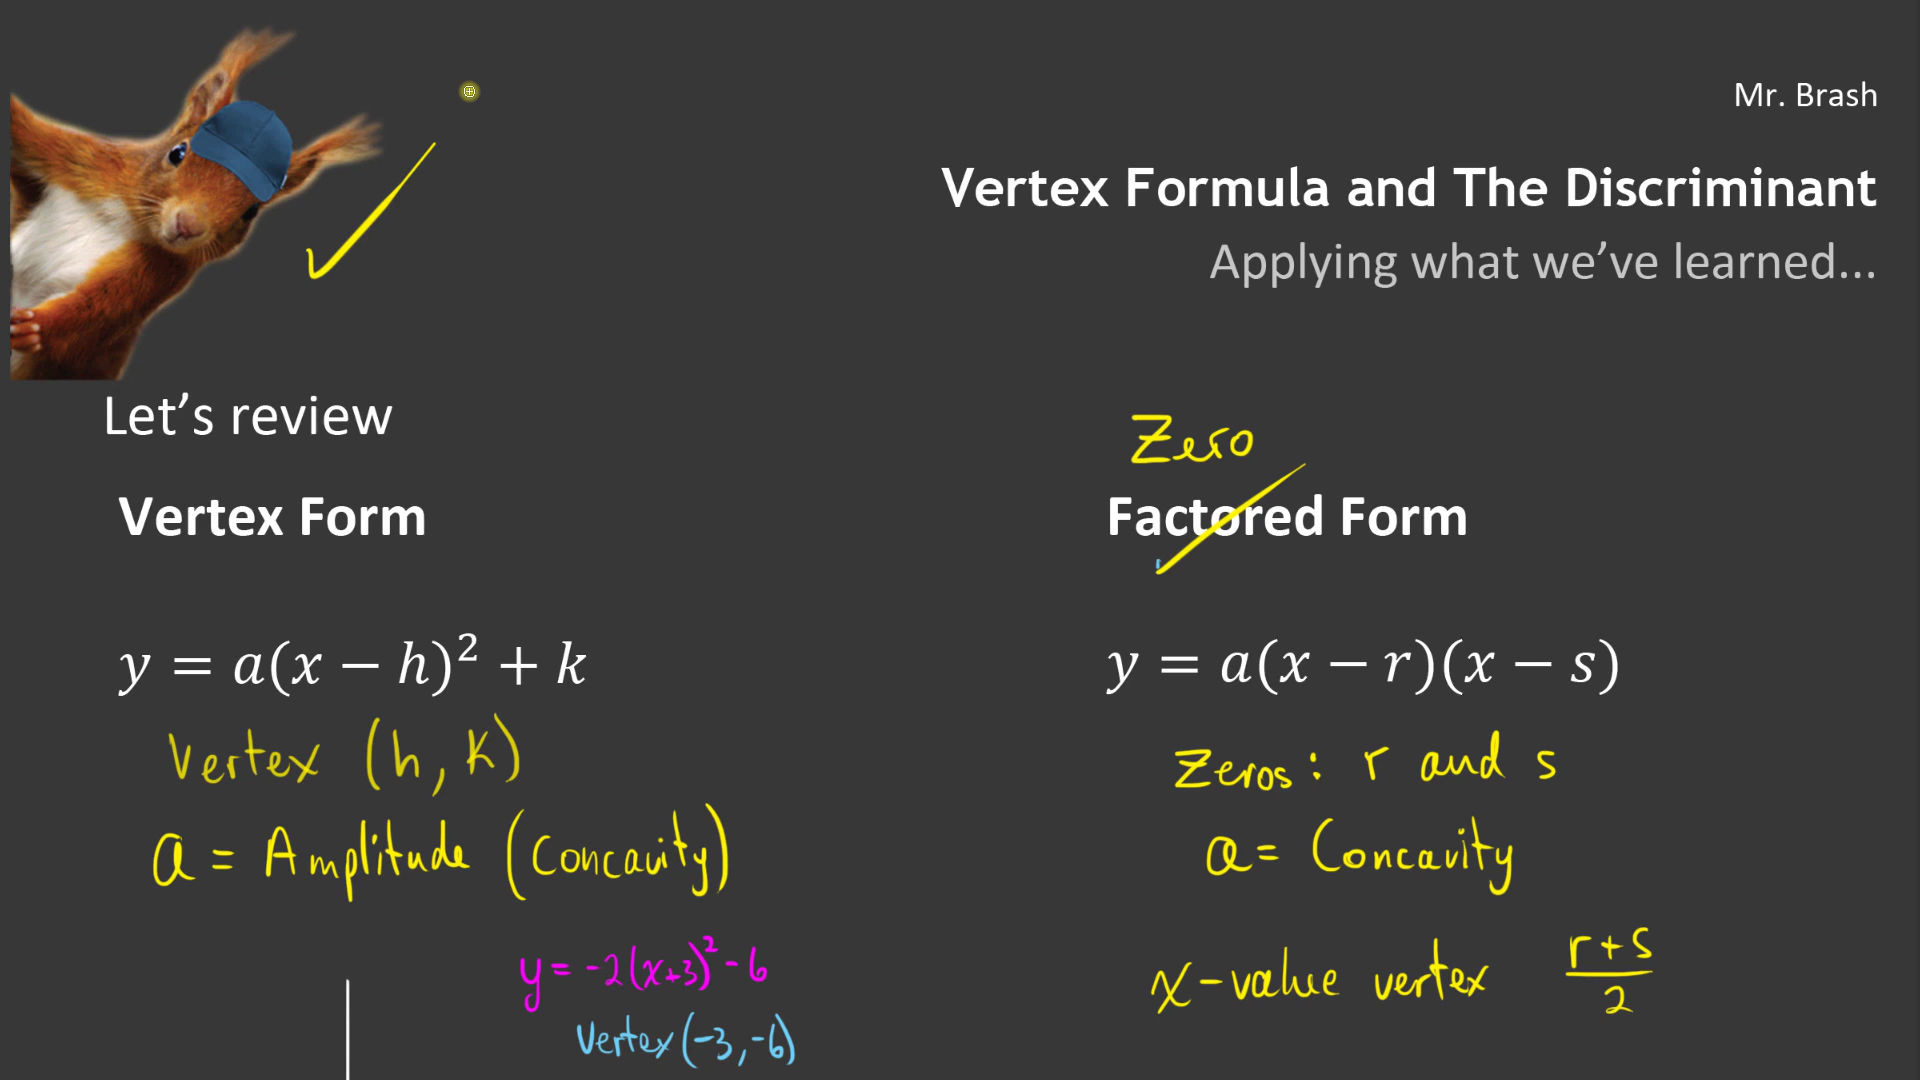 Mr. Brash
Vertex Formula and The Discriminant
Applying what we've learned...
Let's review
Zero
Vertex Form
Factored Form
y = a(x − h)² + k
y = a(x − r)(x − s)
Vertex (h, k)
Zeros: r and s
a = Amplitude (Concavity)
a = Concavity
y = -2(x+3)² - 6
x-value vertex r+s/2
Vertex (-3, -6)